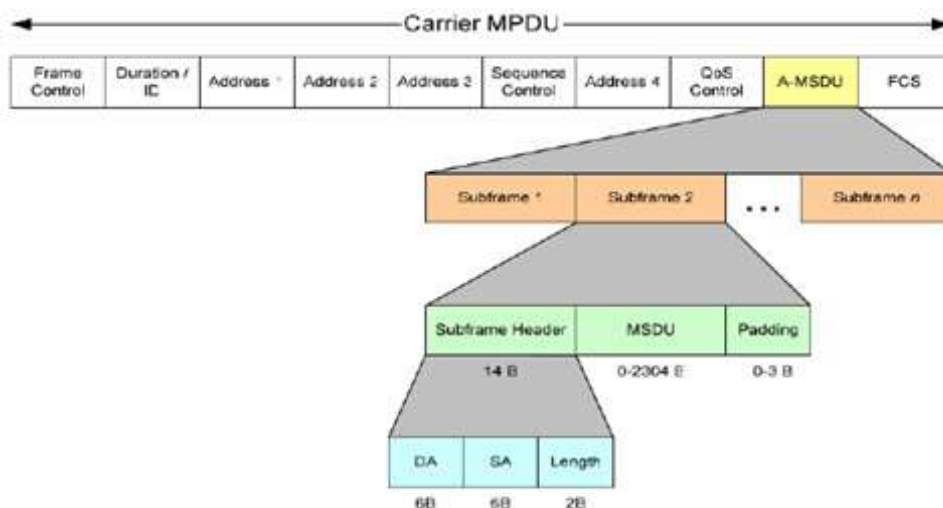 Carrier MPDU
Frame Control
Duration / ID
Address 1
Address 2
Address 3
Sequence Control
Address 4
QoS Control
A-MSDU
FCS
Subframe 1
Subframe 2
...
Subframe n
Subframe Header
MSDU
Padding
14 B
0-2304 B
0-3 B
DA
SA
Length
6B
6B
2B